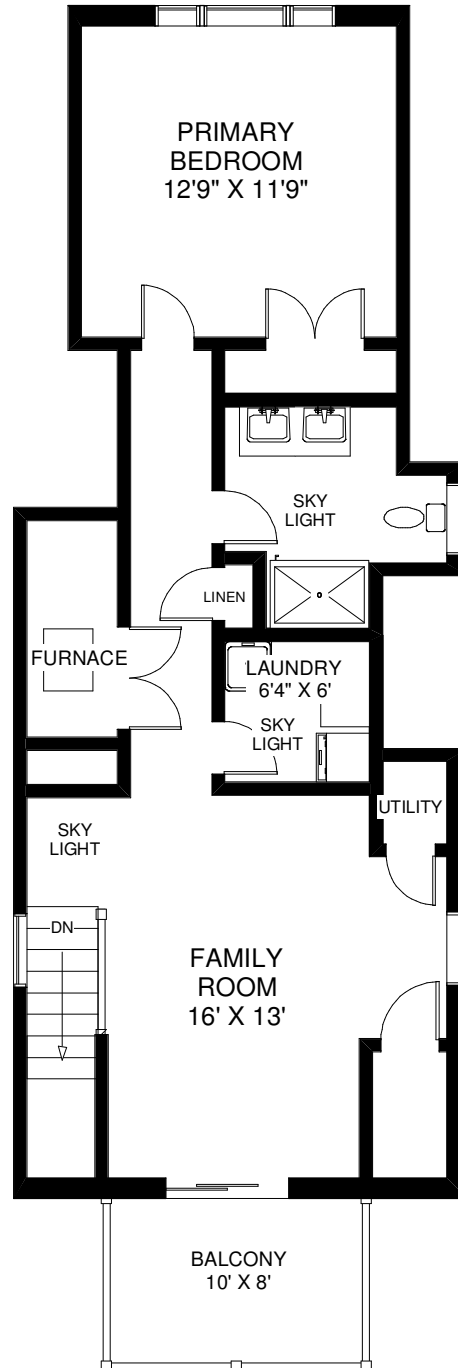 PRIMARY
BEDROOM
12'9" X 11'9"
SKY
LIGHT
LINEN
FURNACE
LAUNDRY
6'4" X 6'
SKY
LIGHT
UTILITY
SKY
LIGHT
DN
FAMILY
ROOM
16' X 13'
BALCONY
10' X 8'